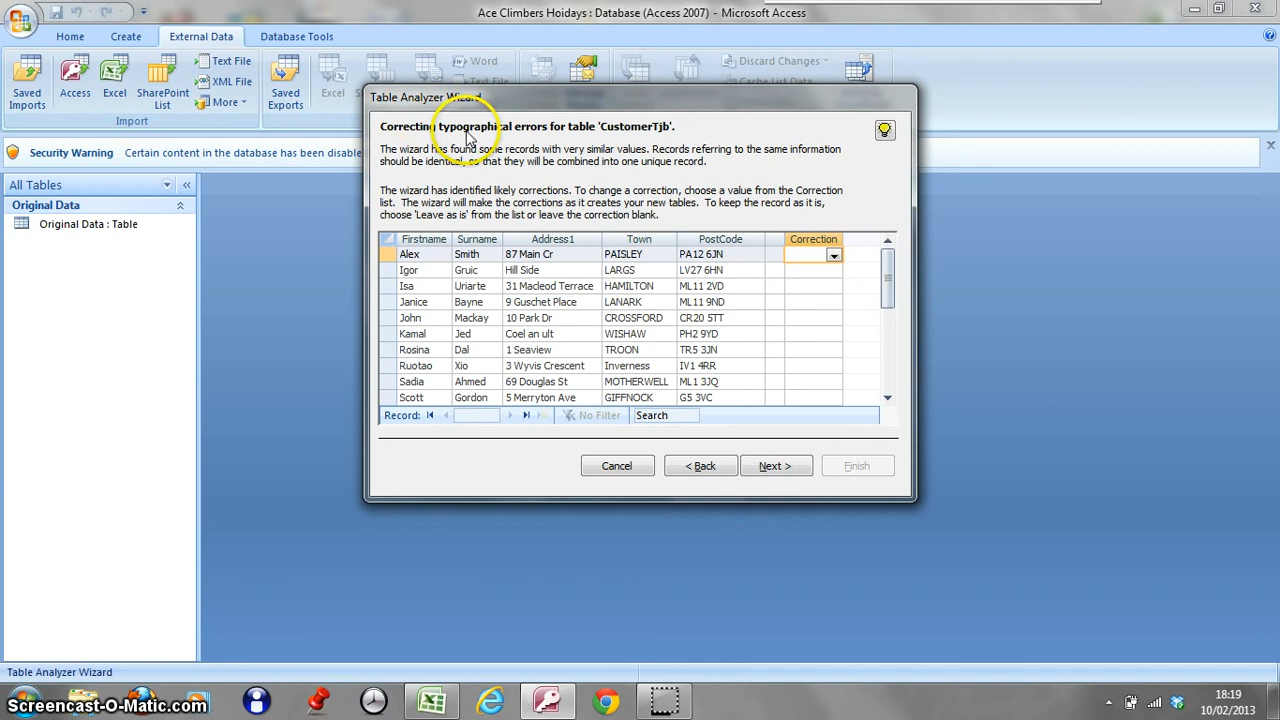 Ace Climbers Hoidays : Database (Access 2007) - Microsoft Access
Home Create External Data Database Tools
Saved Imports
Access
Excel
SharePoint List
Text File
XML File
More
Import
Saved Exports
Excel
Word
Text File
Discard Changes
Cache List Data
Security Warning Certain content in the database has been disable
All Tables
Original Data
Original Data : Table
Table Analyzer Wizard
Correcting typographical errors for table 'CustomerTjb'.
The wizard has found some records with very similar values. Records referring to the same information
should be identical, so that they will be combined into one unique record.
The wizard has identified likely corrections. To change a correction, choose a value from the Correction
list. The wizard will make the corrections as it creates your new tables. To keep the record as it is,
choose 'Leave as is' from the list or leave the correction blank.
Firstname Surname Address1 Town PostCode Correction
Alex Smith 87 Main Cr PAISLEY PA12 6JN
Igor Gruic Hill Side LARGS LV27 6HN
Isa Uriarte 31 Macleod Terrace HAMILTON ML11 2VD
Janice Bayne 9 Guschet Place LANARK ML11 9ND
John Mackay 10 Park Dr CROSSFORD CR20 5TT
Kamal Jed Coel an ult WISHAW PH2 9YD
Rosina Dal 1 Seaview TROON TR5 3JN
Ruotao Xio 3 Wyvis Crescent Inverness IV1 4RR
Sadia Ahmed 69 Douglas St MOTHERWELL ML1 3JQ
Scott Gordon 5 Merryton Ave GIFFNOCK G5 3VC
Record: No Filter Search
Cancel < Back Next > Finish
Table Analyzer Wizard
Screencast-O-Matic.com
18:19
10/02/2013